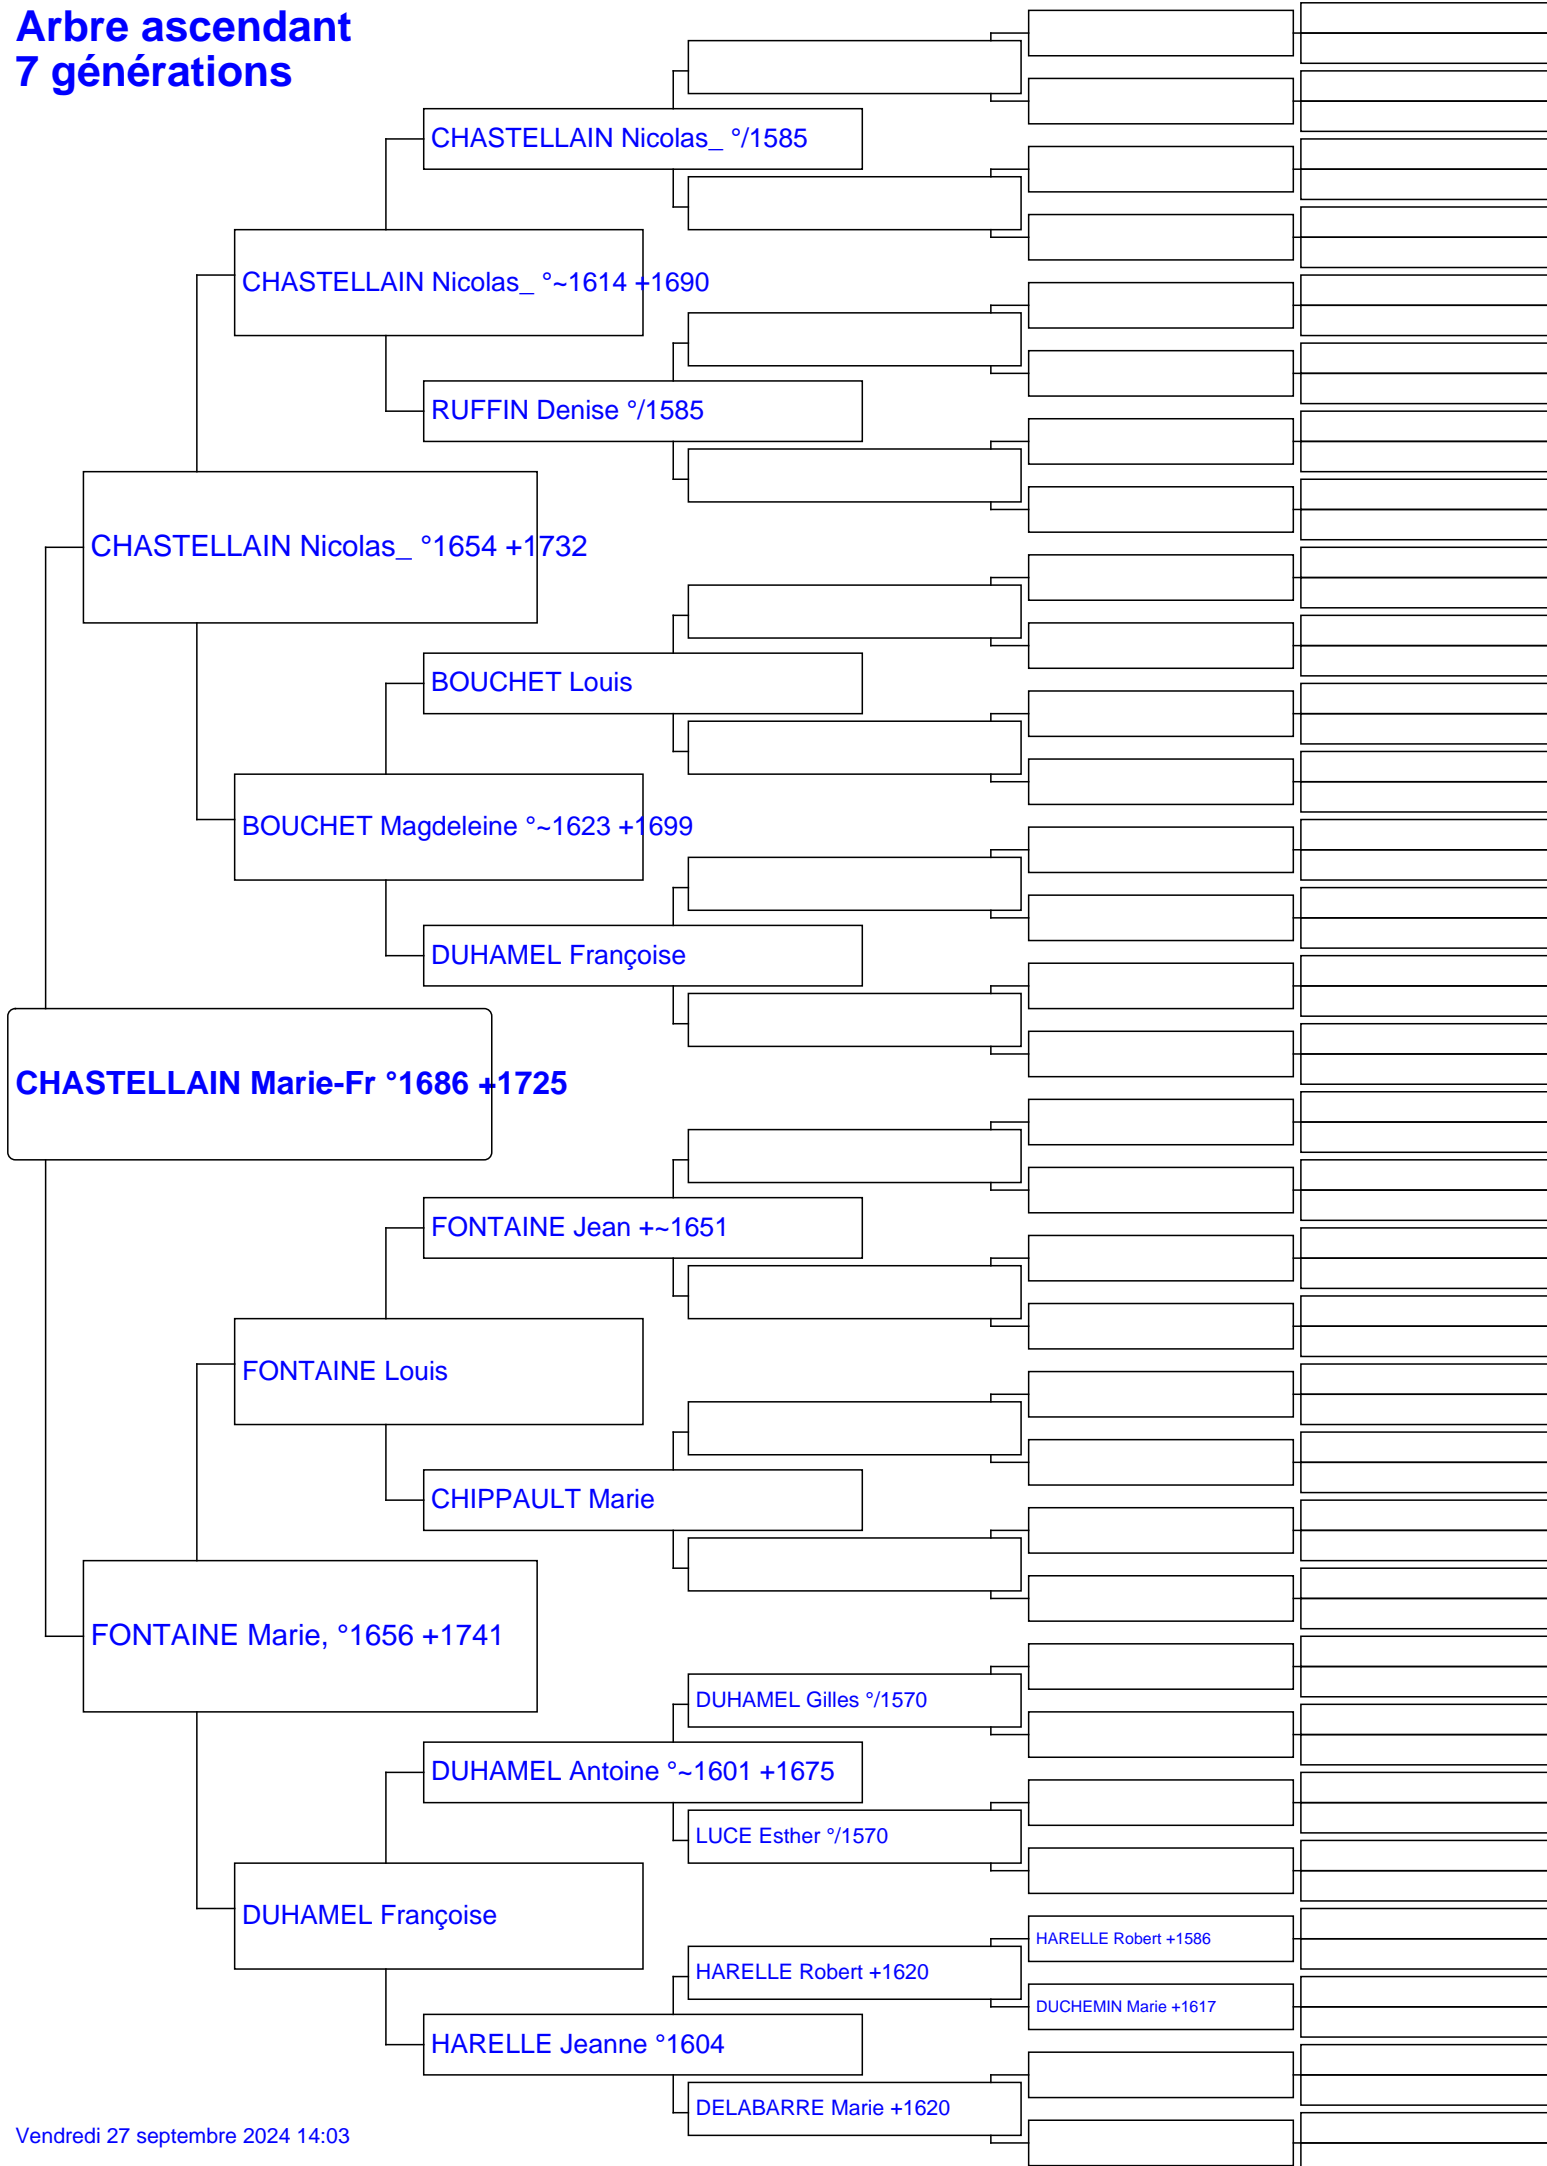 Arbre ascendant
7 générations
CHASTELLAIN Nicolas_ °/1585
CHASTELLAIN Nicolas_ °~1614 +1690
RUFFIN Denise °/1585
CHASTELLAIN Nicolas_ °1654 +1732
BOUCHET Louis
BOUCHET Magdeleine °~1623 +1699
DUHAMEL Françoise
CHASTELLAIN Marie-Fr °1686 +1725
FONTAINE Jean +~1651
FONTAINE Louis
CHIPPAULT Marie
FONTAINE Marie, °1656 +1741
DUHAMEL Gilles °/1570
DUHAMEL Antoine °~1601 +1675
LUCE Esther °/1570
DUHAMEL Françoise
HARELLE Robert +1586
HARELLE Robert +1620
DUCHEMIN Marie +1617
HARELLE Jeanne °1604
DELABARRE Marie +1620
Vendredi 27 septembre 2024 14:03